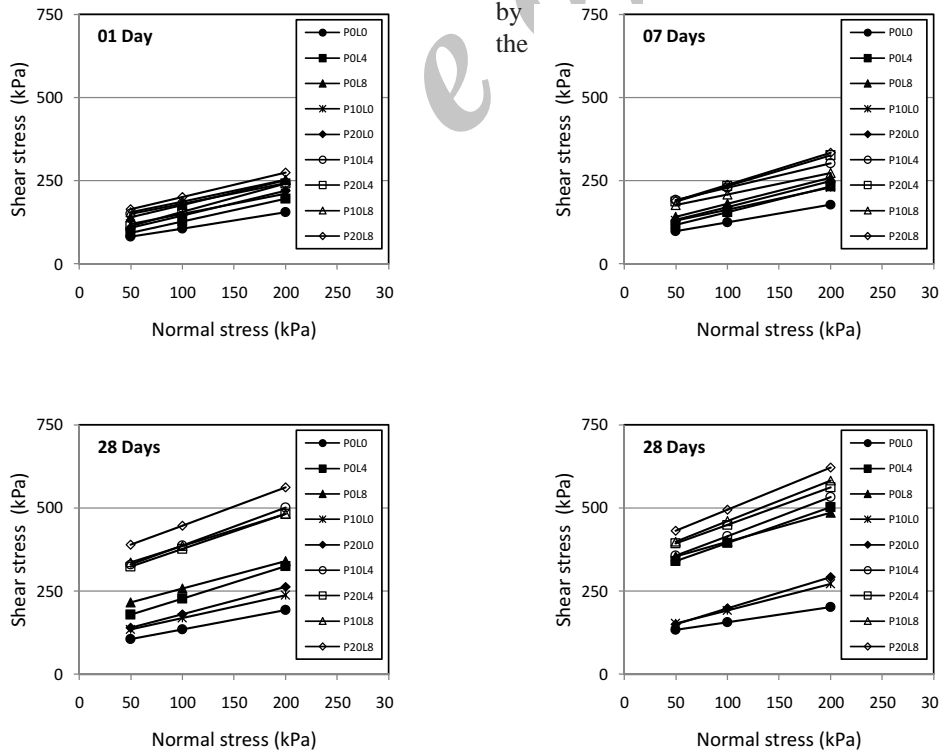 by
the
e
750
500
250
0
Shear stress (kPa)
01 Day
P0L0
P0L4
P0L8
P10L0
P20L0
P10L4
P20L4
P10L8
P20L8
0 50 100 150 200 250 30
Normal stress (kPa)
750
500
250
0
Shear stress (kPa)
07 Days
P0L0
P0L4
P0L8
P10L0
P20L0
P10L4
P20L4
P10L8
P20L8
0 50 100 150 200 250 30
Normal stress (kPa)
750
500
250
0
Shear stress (kPa)
28 Days
P0L0
P0L4
P0L8
P10L0
P20L0
P10L4
P20L4
P10L8
P20L8
0 50 100 150 200 250 30
Normal stress (kPa)
750
500
250
0
Shear stress (kPa)
28 Days
P0L0
P0L4
P0L8
P10L0
P20L0
P10L4
P20L4
P10L8
P20L8
0 50 100 150 200 250 30
Normal stress (kPa)